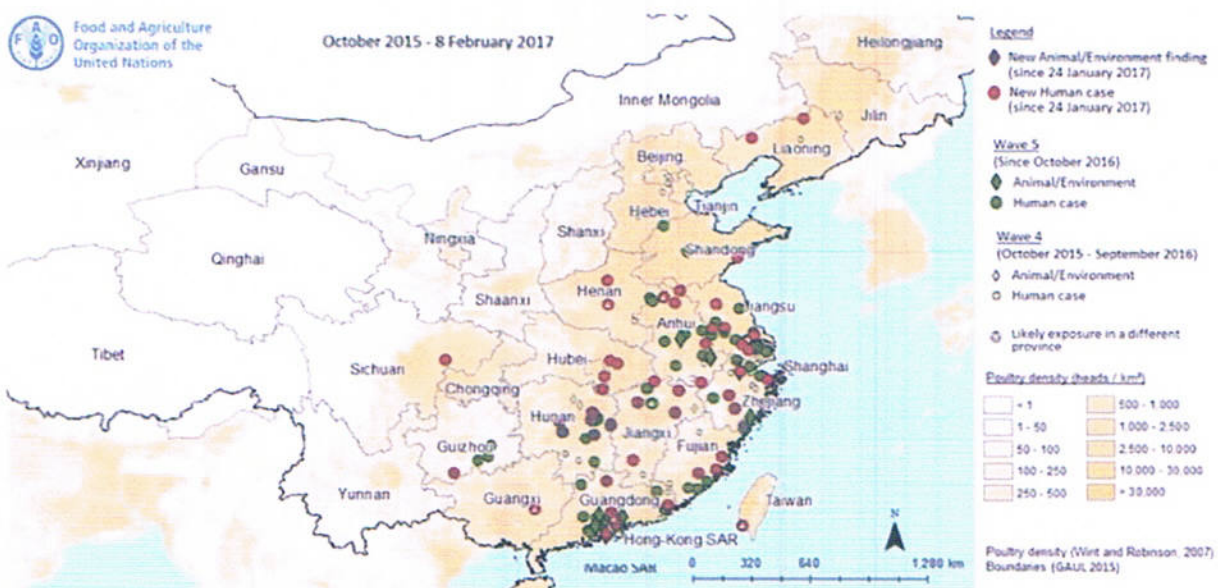 Food and Agriculture
Organization of the
United Nations
FAO
October 2015 - 8 February 2017
Legend
New Animal/Environment finding
(since 24 January 2017)
New Human case
(since 24 January 2017)
Wave 5
(Since October 2016)
Animal/Environment
Human case
Wave 4
(October 2015 - September 2016)
Animal/Environment
Human case
Likely exposure in a different
province
Poultry density (heads / km²)
< 1
1 - 50
50 - 100
100 - 250
250 - 500
500 - 1.000
1.000 - 2.500
2.500 - 10.000
10.000 - 30.000
> 30.000
Poultry density (Wint and Robinson, 2007)
Boundaries (GAUL 2015)
Heilongjiang
Inner Mongolia
Jilin
Xinjiang
Liaoning
Beijing
Gansu
Tianjin
Hebei
Ningxia
Shanxi
Shandong
Qinghai
Henan
Shaanxi
Jiangsu
Anhui
Tibet
Hubei
Sichuan
Shanghai
Chongqing
Zhejiang
Hunan
Jiangxi
Guizhou
Fujian
Yunnan
Guangxi
Guangdong
Taiwan
Hong-Kong SAR
Macao SAR
N
0 320 640 1,280 km